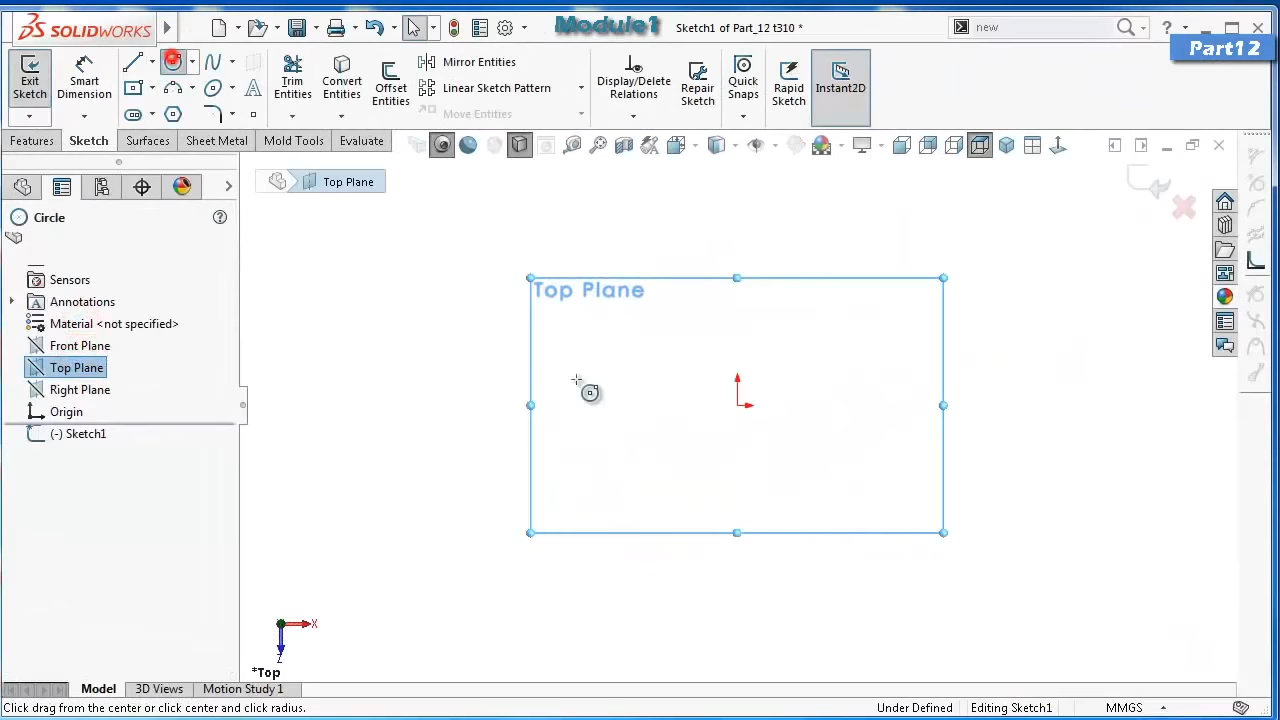 SOLIDWORKS
Module1
Sketch1 of Part_12 t310 *
new
?
Part12
Exit Sketch
Smart Dimension
Trim Entities
Convert Entities
Offset Entities
Mirror Entities
Linear Sketch Pattern
Move Entities
Display/Delete Relations
Repair Sketch
Quick Snaps
Rapid Sketch
Instant2D
Features
Sketch
Surfaces
Sheet Metal
Mold Tools
Evaluate
Top Plane
Circle
?
Sensors
Annotations
Material <not specified>
Front Plane
Top Plane
Right Plane
Origin
(-) Sketch1
Top Plane
X
Z
*Top
Model
3D Views
Motion Study 1
Click drag from the center or click center and click radius.
Under Defined
Editing Sketch1
MMGS